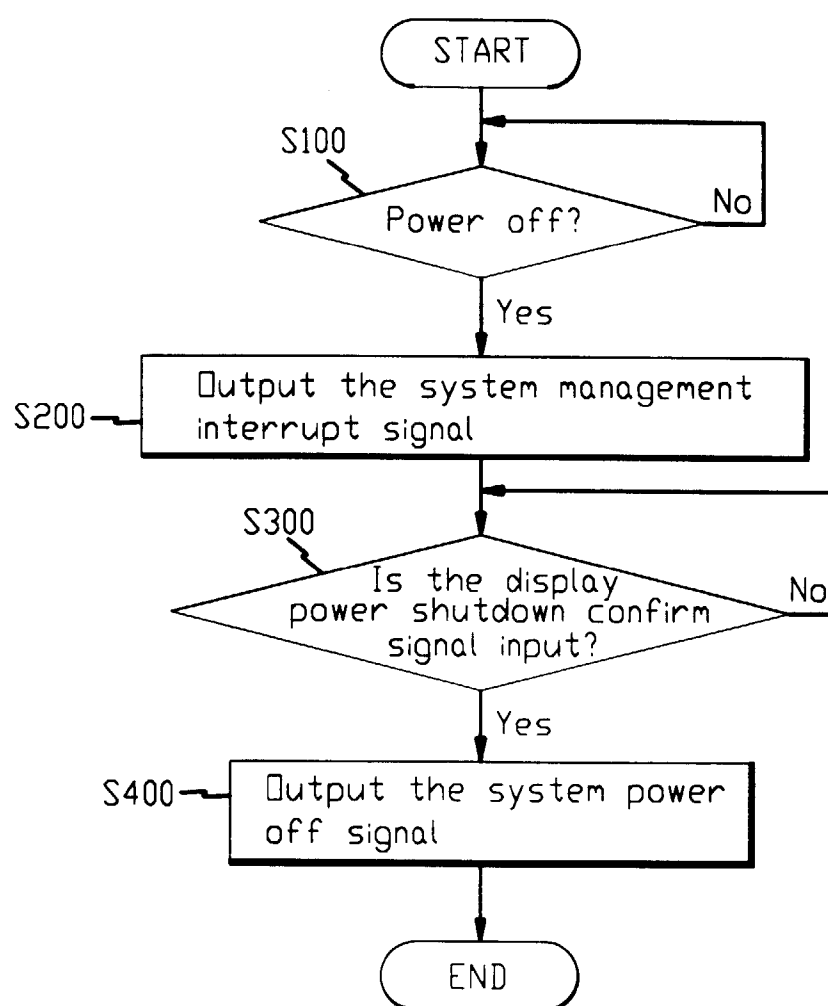 START
S100
Power off?
No
Yes
S200
Output the system management
interrupt signal
S300
Is the display
power shutdown confirm
signal input?
No
Yes
S400
Output the system power
off signal
END